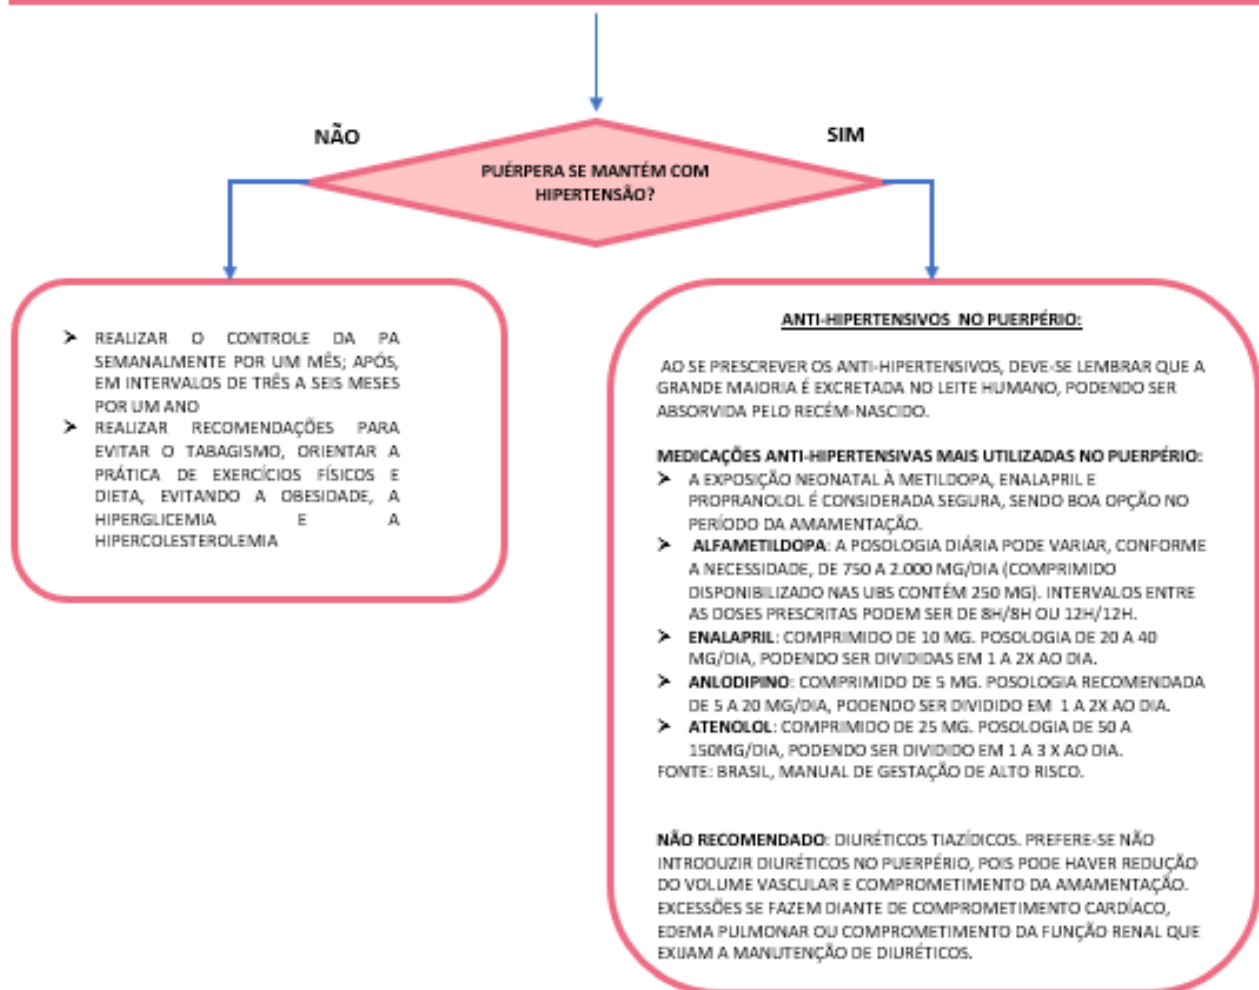 NÃO
SIM
PUÉRPERA SE MANTÉM COM
HIPERTENSÃO?
➤ REALIZAR O CONTROLE DA PA
SEMANALMENTE POR UM MÊS; APÓS,
EM INTERVALOS DE TRÊS A SEIS MESES
POR UM ANO
➤ REALIZAR RECOMENDAÇÕES PARA
EVITAR O TABAGISMO, ORIENTAR A
PRÁTICA DE EXERCÍCIOS FÍSICOS E
DIETA, EVITANDO A OBESIDADE, A
HIPERGLICEMIA E A
HIPERCOLESTEROLEMIA
ANTI-HIPERTENSIVOS NO PUERPÉRIO:
AO SE PRESCREVER OS ANTI-HIPERTENSIVOS, DEVE-SE LEMBRAR QUE A
GRANDE MAIORIA É EXCRETADA NO LEITE HUMANO, PODENDO SER
ABSORVIDA PELO RECÉM-NASCIDO.
MEDICAÇÕES ANTI-HIPERTENSIVAS MAIS UTILIZADAS NO PUERPÉRIO:
➤ A EXPOSIÇÃO NEONATAL À METILDOPA, ENALAPRIL E
PROPRANOLOL É CONSIDERADA SEGURA, SENDO BOA OPÇÃO NO
PERÍODO DA AMAMENTAÇÃO.
➤ ALFAMETILDOPA: A POSOLOGIA DIÁRIA PODE VARIAR, CONFORME
A NECESSIDADE, DE 750 A 2.000 MG/DIA (COMPRIMIDO
DISPONIBILIZADO NAS UBS CONTÉM 250 MG). INTERVALOS ENTRE
AS DOSES PRESCRITAS PODEM SER DE 8H/8H OU 12H/12H.
➤ ENALAPRIL: COMPRIMIDO DE 10 MG. POSOLOGIA DE 20 A 40
MG/DIA, PODENDO SER DIVIDIDAS EM 1 A 2X AO DIA.
➤ ANLODIPINO: COMPRIMIDO DE 5 MG. POSOLOGIA RECOMENDADA
DE 5 A 20 MG/DIA, PODENDO SER DIVIDIDO EM 1 A 2X AO DIA.
➤ ATENOLOL: COMPRIMIDO DE 25 MG. POSOLOGIA DE 50 A
150MG/DIA, PODENDO SER DIVIDIDO EM 1 A 3 X AO DIA.
FONTE: BRASIL, MANUAL DE GESTAÇÃO DE ALTO RISCO.
NÃO RECOMENDADO: DIURÉTICOS TIAZÍDICOS. PREFERE-SE NÃO
INTRODUZIR DIURÉTICOS NO PUERPÉRIO, POIS PODE HAVER REDUÇÃO
DO VOLUME VASCULAR E COMPROMETIMENTO DA AMAMENTAÇÃO.
EXCESSÕES SE FAZEM DIANTE DE COMPROMETIMENTO CARDÍACO,
EDEMA PULMONAR OU COMPROMETIMENTO DA FUNÇÃO RENAL QUE
EXIJAM A MANUTENÇÃO DE DIURÉTICOS.